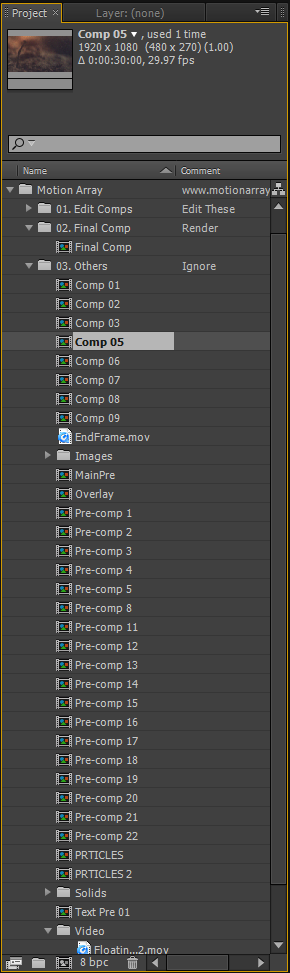 Project × Layer: (none)
Comp 05 ▼ , used 1 time
1920 x 1080 (480 x 270) (1.00)
Δ 0:00:30:00, 29.97 fps
Name Comment
Motion Array www.motionarray
01. Edit Comps Edit These
02. Final Comp Render
Final Comp
03. Others Ignore
Comp 01
Comp 02
Comp 03
Comp 05
Comp 06
Comp 07
Comp 08
Comp 09
EndFrame.mov
Images
MainPre
Overlay
Pre-comp 1
Pre-comp 2
Pre-comp 3
Pre-comp 4
Pre-comp 5
Pre-comp 8
Pre-comp 11
Pre-comp 12
Pre-comp 13
Pre-comp 14
Pre-comp 15
Pre-comp 16
Pre-comp 17
Pre-comp 18
Pre-comp 19
Pre-comp 20
Pre-comp 21
Pre-comp 22
PRTICLES
PRTICLES 2
Solids
Text Pre 01
Video
Floatin...2.mov
8 bpc